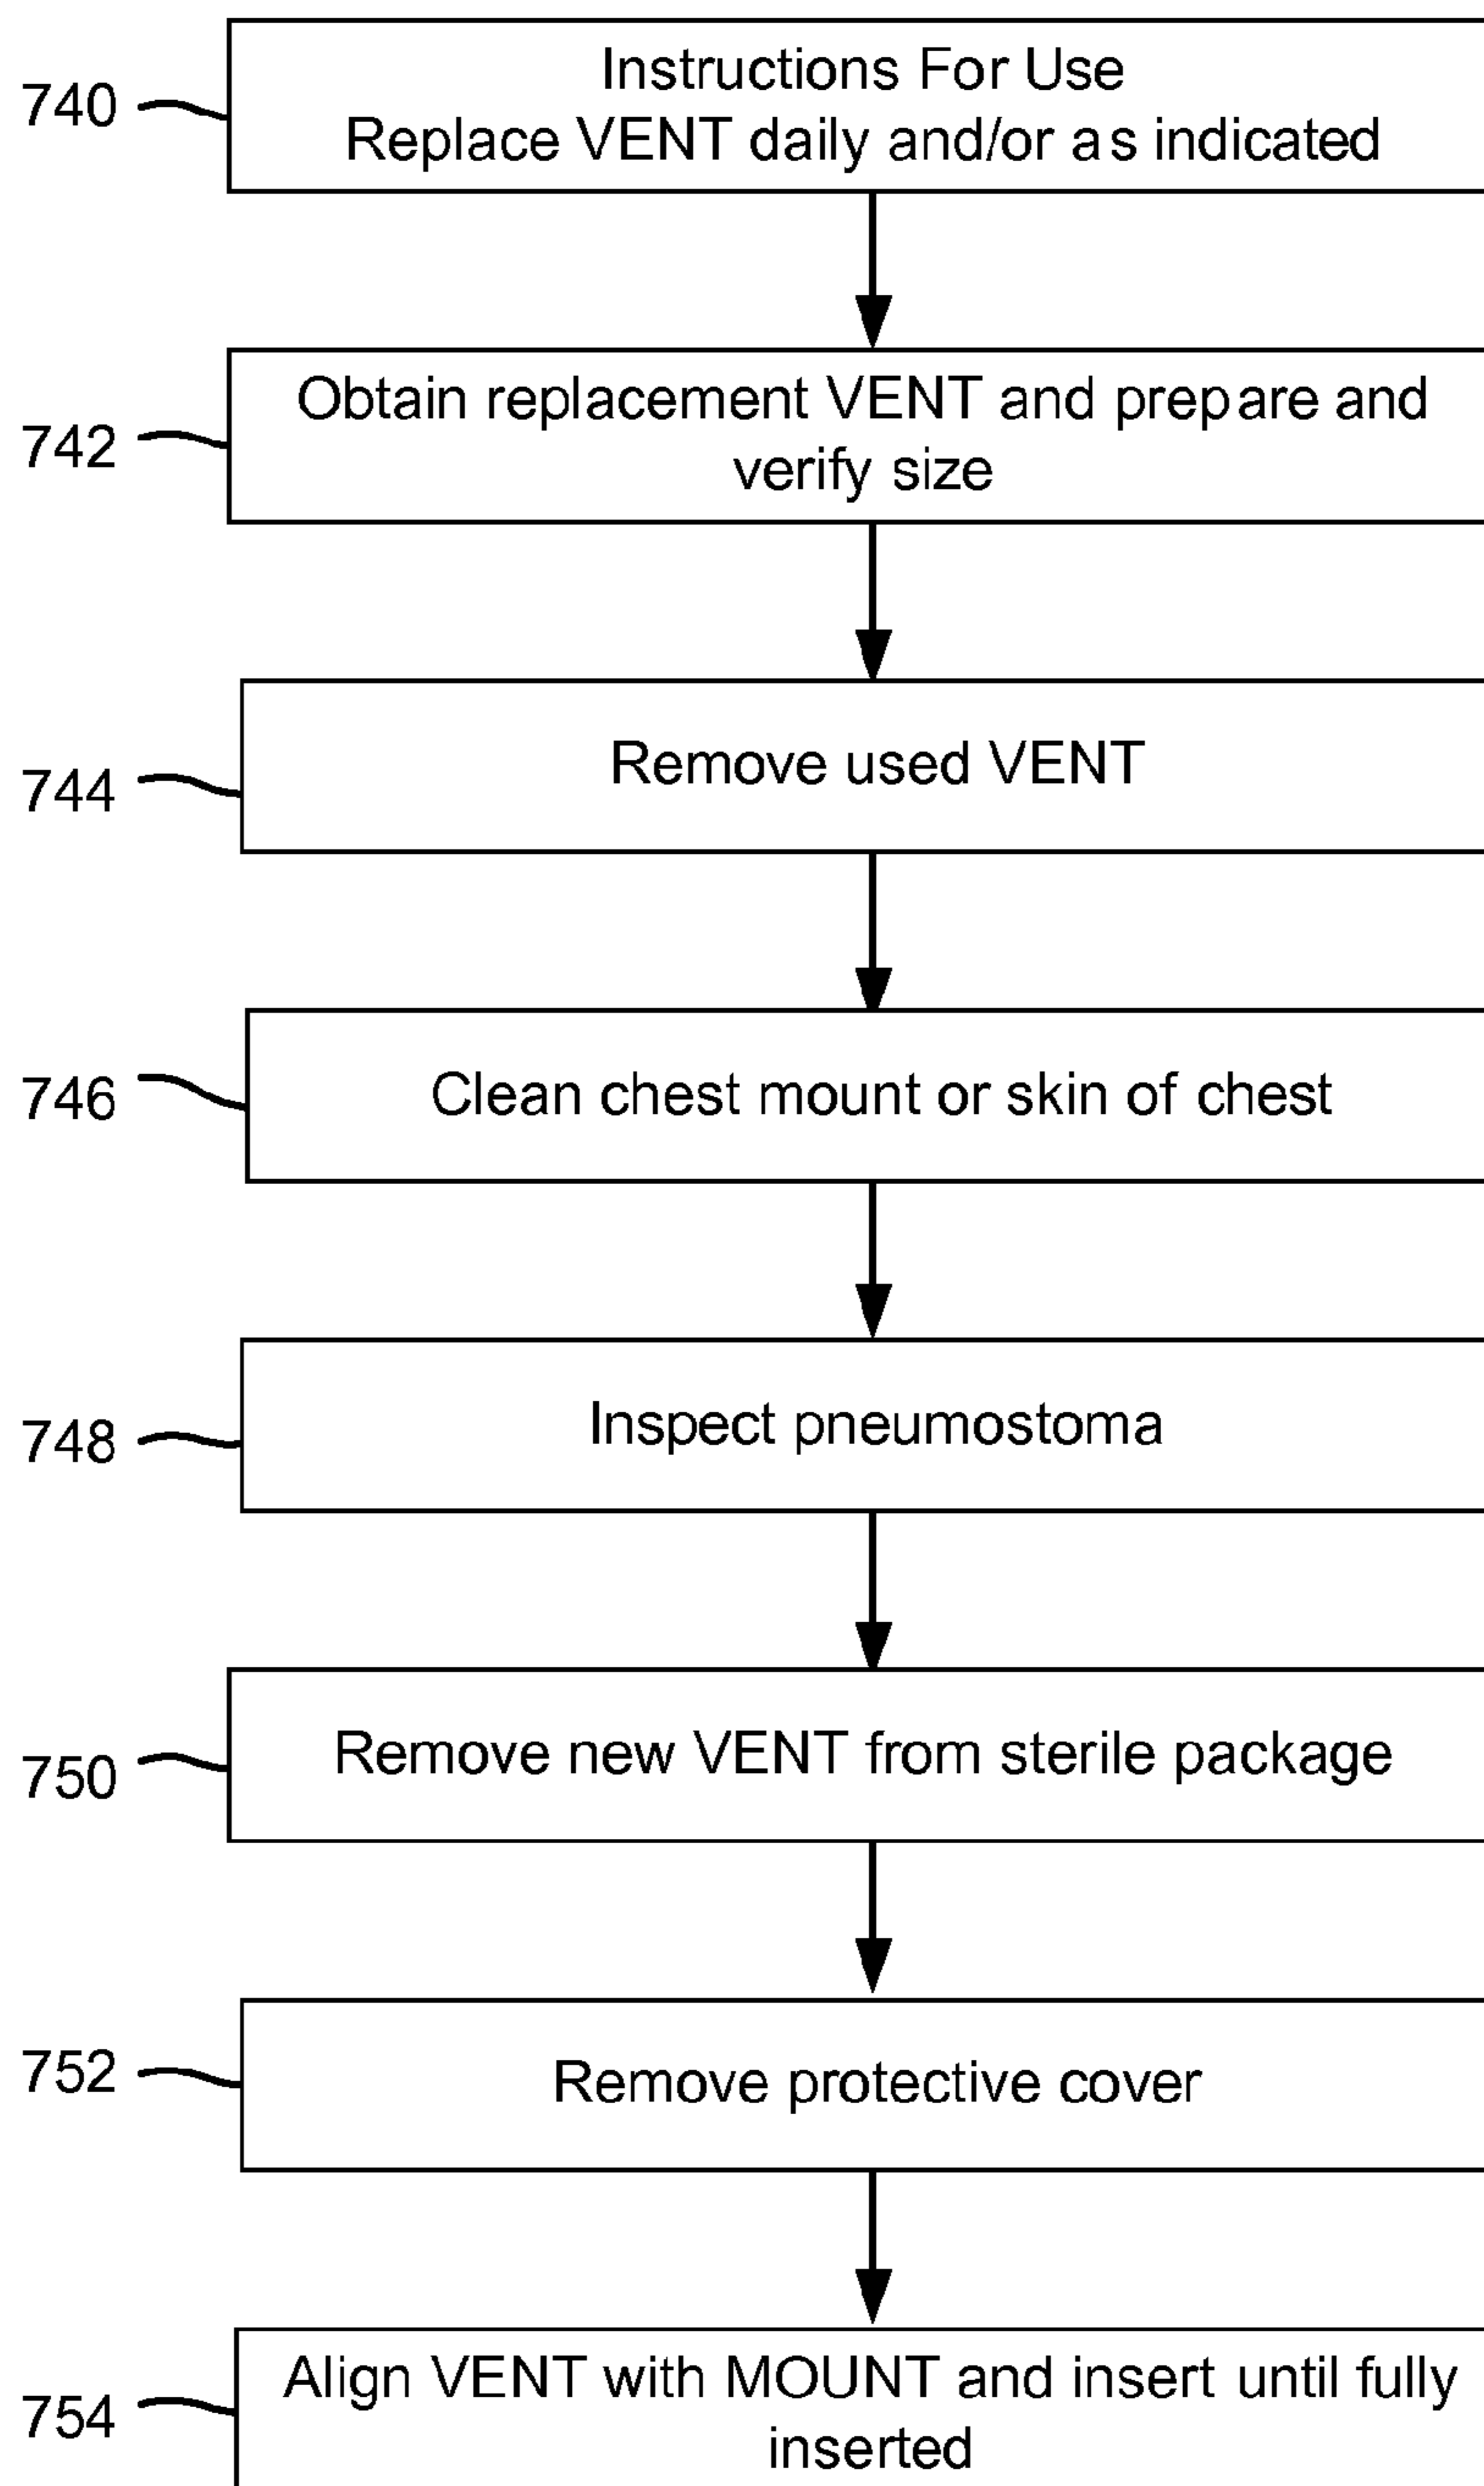 740
Instructions For Use
Replace VENT daily and/or as indicated
742
Obtain replacement VENT and prepare and
verify size
744
Remove used VENT
746
Clean chest mount or skin of chest
748
Inspect pneumostoma
750
Remove new VENT from sterile package
752
Remove protective cover
754
Align VENT with MOUNT and insert until fully
inserted